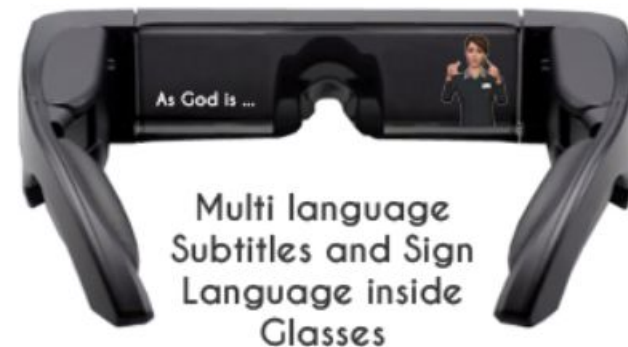 As God is ...
Multi language
Subtitles and Sign
Language inside
Glasses